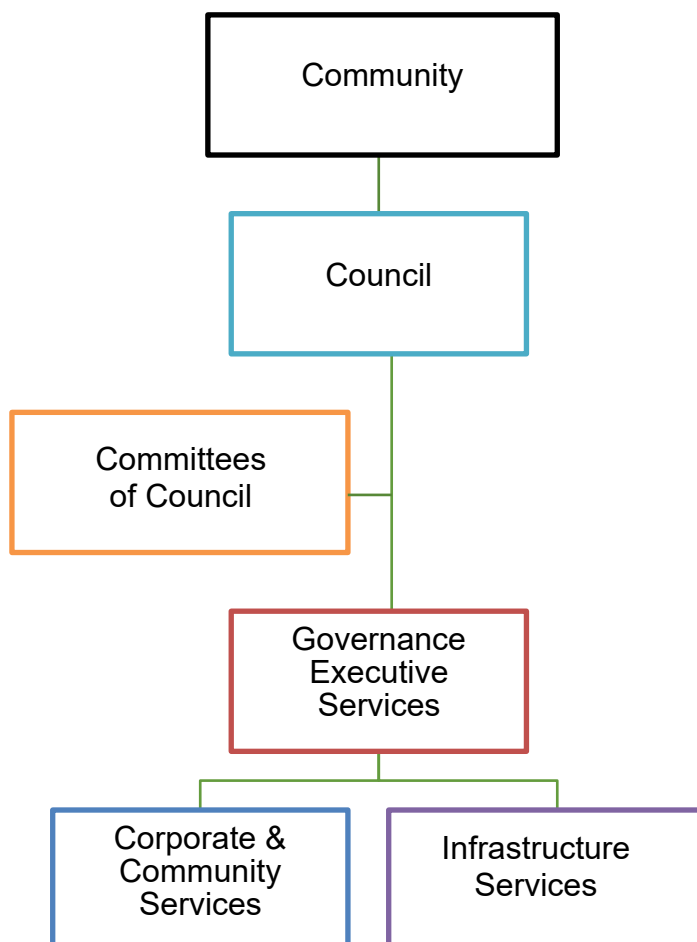 Community
Council
Committees
of Council
Governance
Executive
Services
Corporate &
Community
Services
Infrastructure
Services